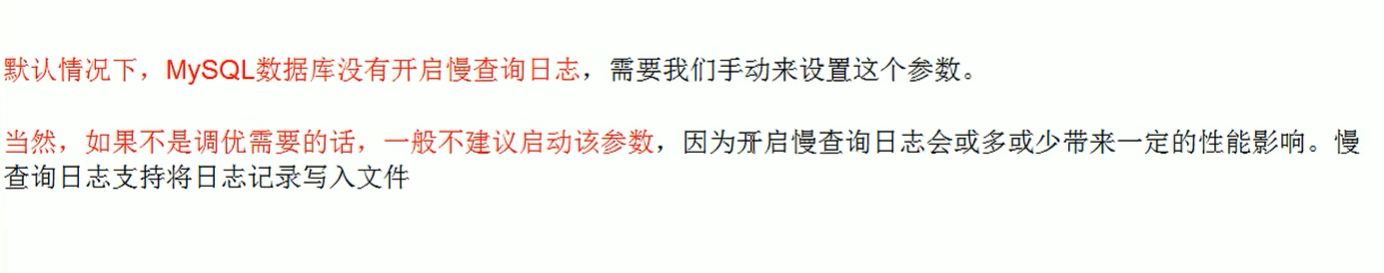 默认情况下，MySQL数据库没有开启慢查询日志，需要我们手动来设置这个参数。
当然，如果不是调优需要的话，一般不建议启动该参数，因为开启慢查询日志会或多或少带来一定的性能影响。慢
查询日志支持将日志记录写入文件